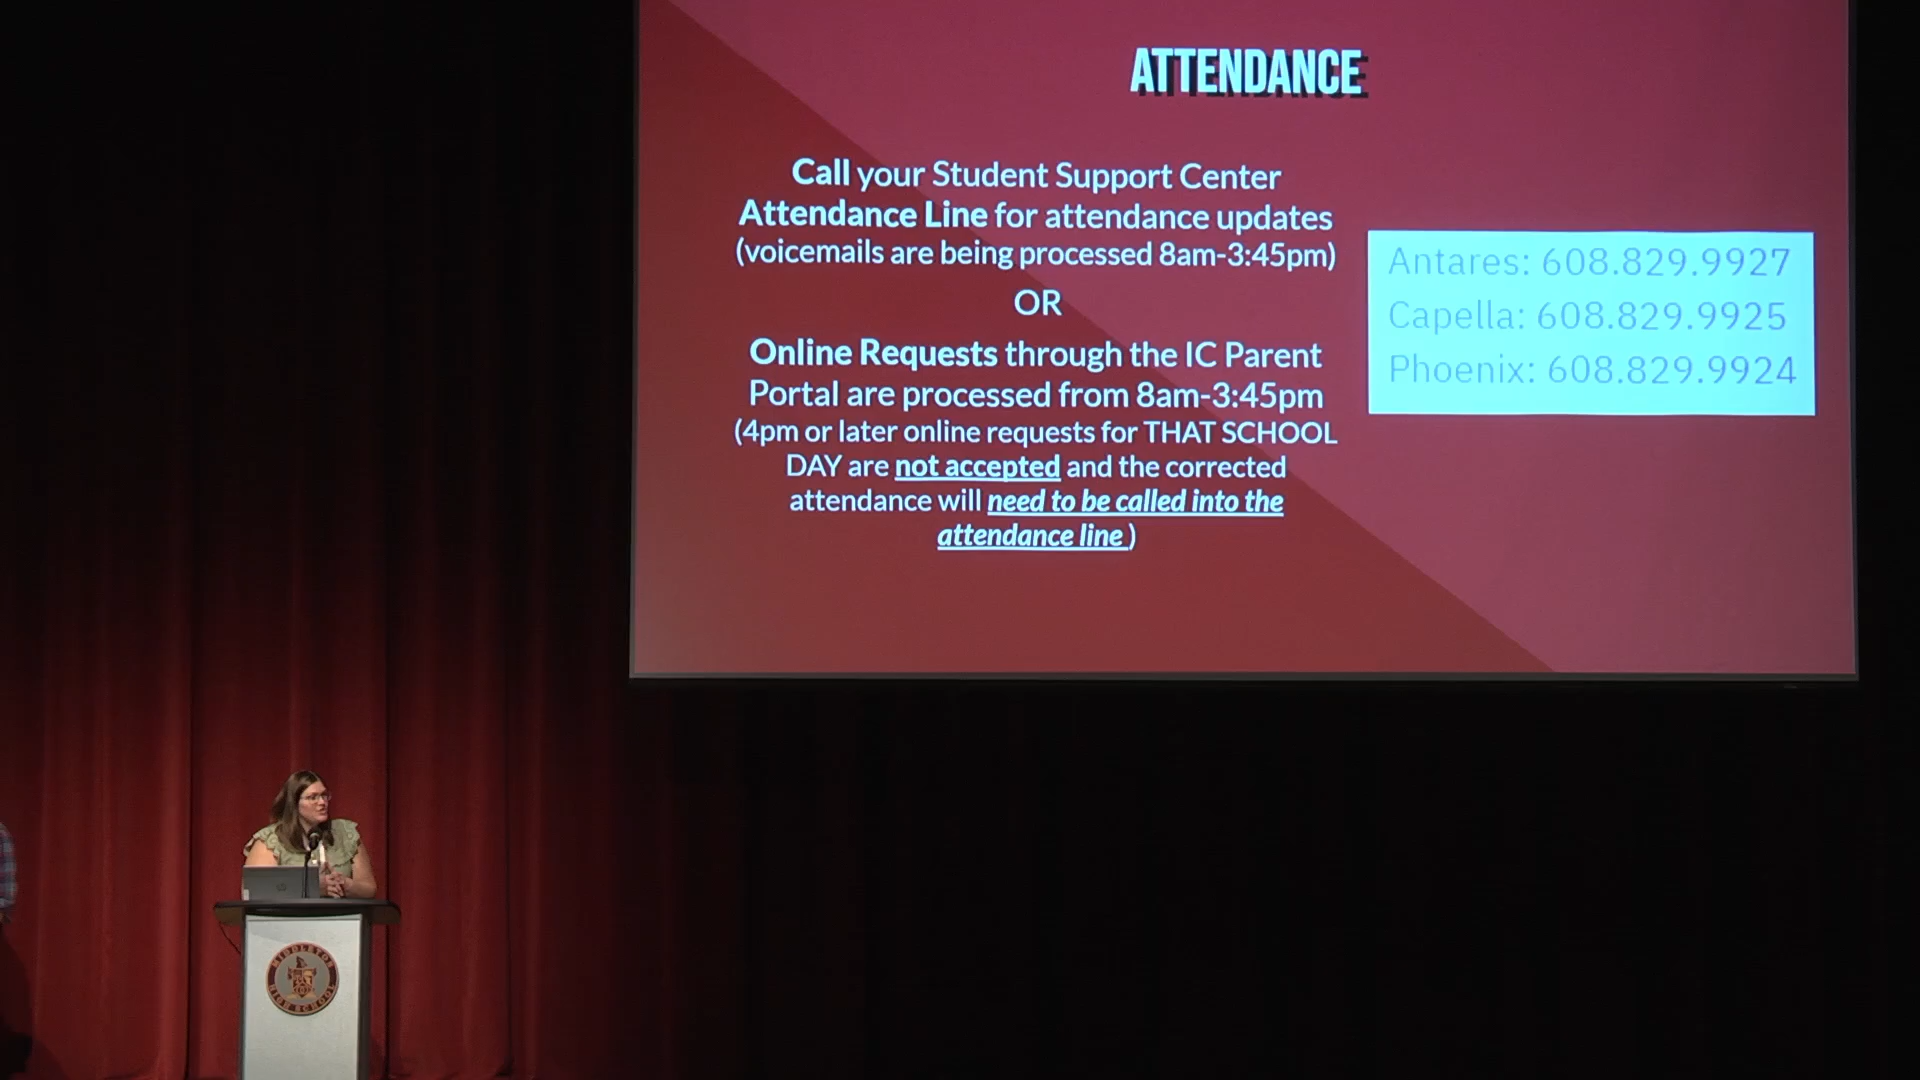 ATTENDANCE
Call your Student Support Center
Attendance Line for attendance updates
(voicemails are being processed 8am-3:45pm)
OR
Online Requests through the IC Parent
Portal are processed from 8am-3:45pm
(4pm or later online requests for THAT SCHOOL
DAY are not accepted and the corrected
attendance will need to be called into the
attendance line )
Antares: 608.829.9927
Capella: 608.829.9925
Phoenix: 608.829.9924
MIDDLETON
HIGH SCHOOL